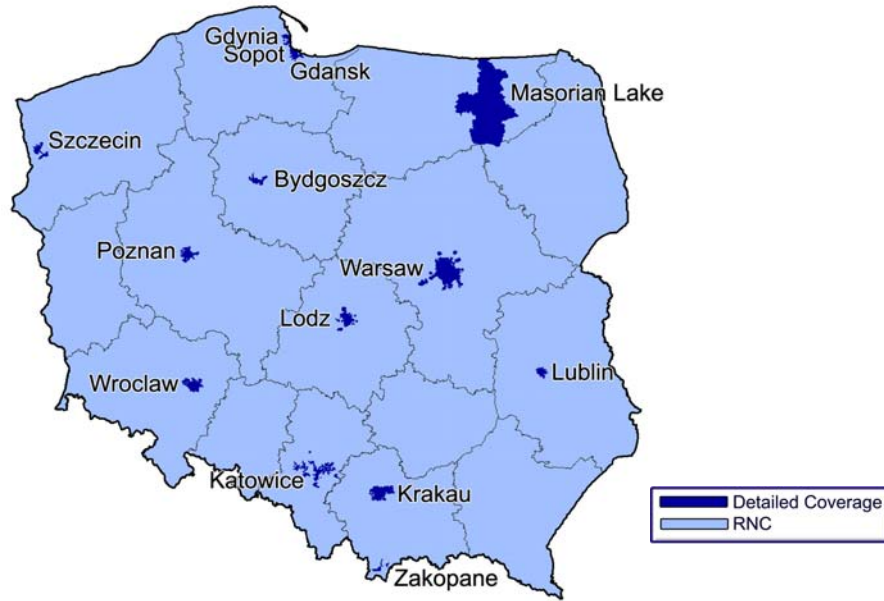 Gdynia
Sopot
Gdansk
Masorian Lake
Szczecin
Bydgoszcz
Poznan
Warsaw
Lodz
Lublin
Wroclaw
Katowice
Krakau
Zakopane
Detailed Coverage
RNC